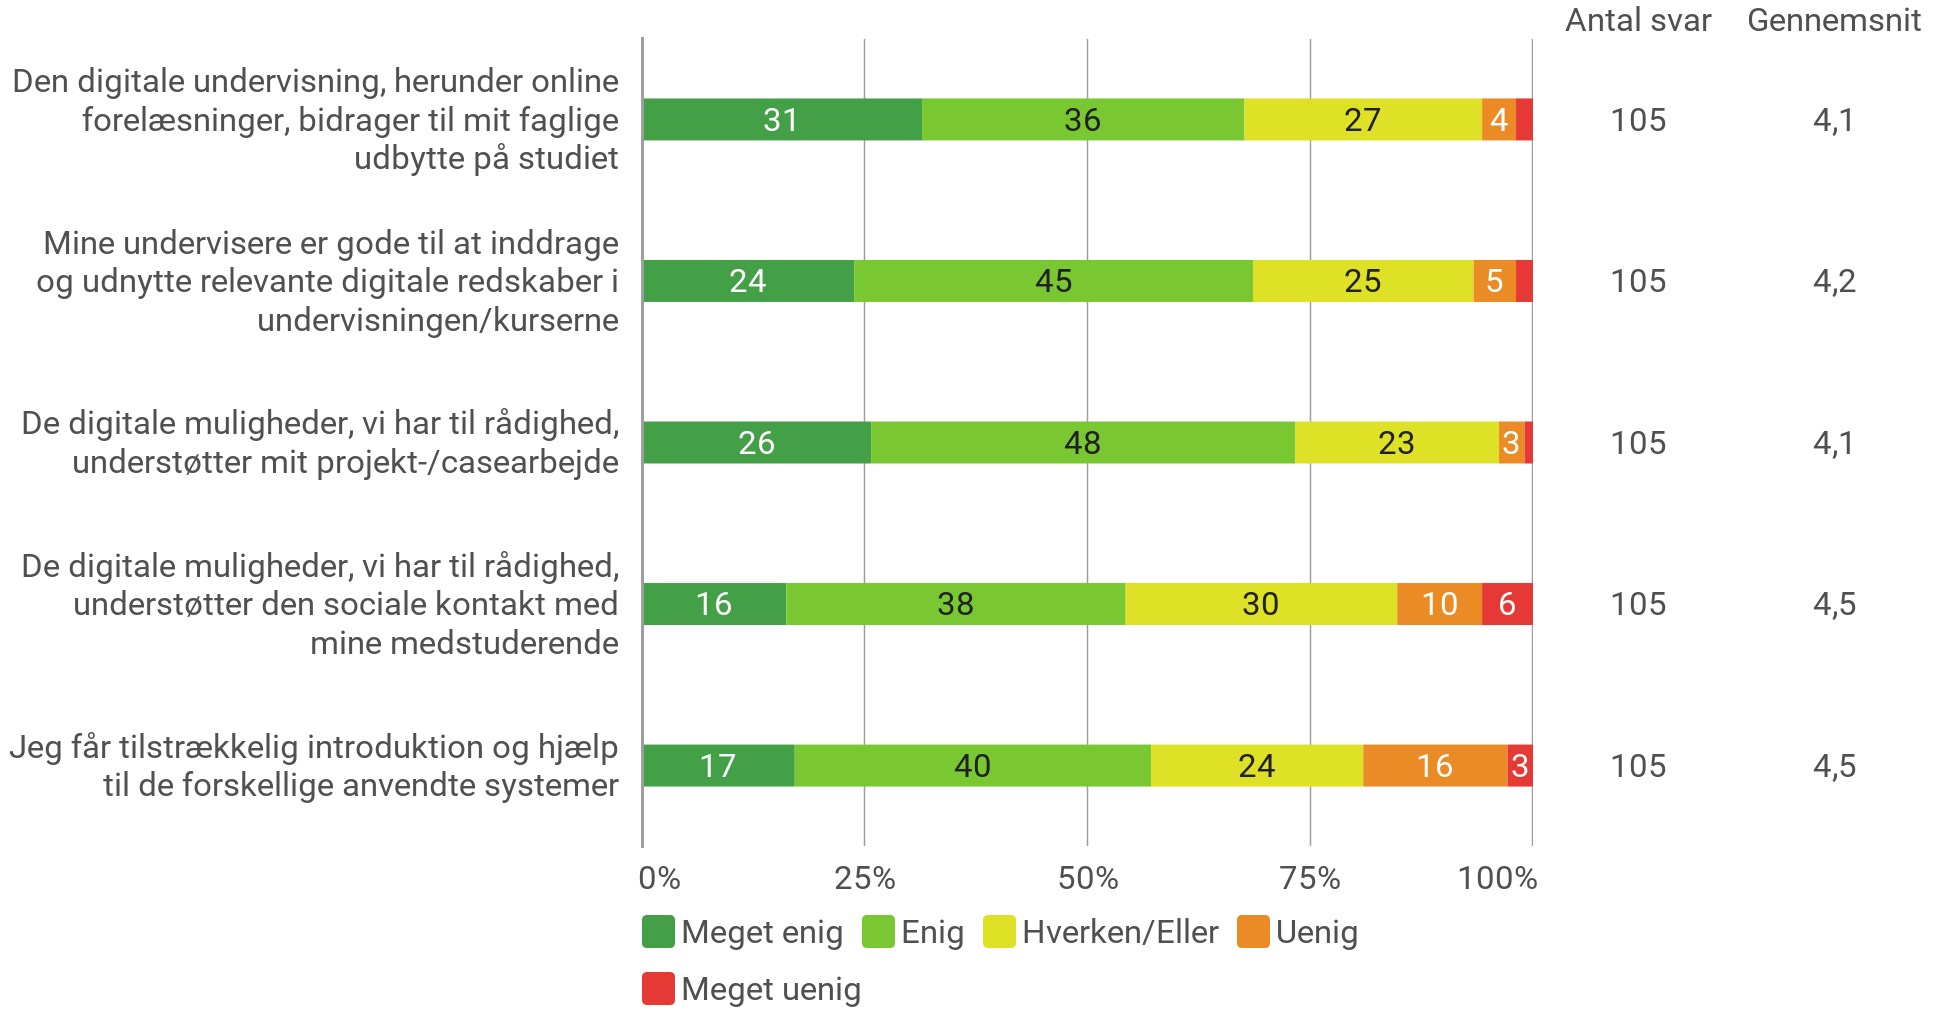 Antal svar Gennemsnit
Den digitale undervisning, herunder online
forelæsninger, bidrager til mit faglige
udbytte på studiet
31 36 27 4 105 4,1
Mine undervisere er gode til at inddrage
og udnytte relevante digitale redskaber i
undervisningen/kurserne
24 45 25 5 105 4,2
De digitale muligheder, vi har til rådighed,
understøtter mit projekt-/casearbejde
26 48 23 3 105 4,1
De digitale muligheder, vi har til rådighed,
understøtter den sociale kontakt med
mine medstuderende
16 38 30 10 6 105 4,5
Jeg får tilstrækkelig introduktion og hjælp
til de forskellige anvendte systemer
17 40 24 16 3 105 4,5
0% 25% 50% 75% 100%
Meget enig Enig Hverken/Eller Uenig
Meget uenig